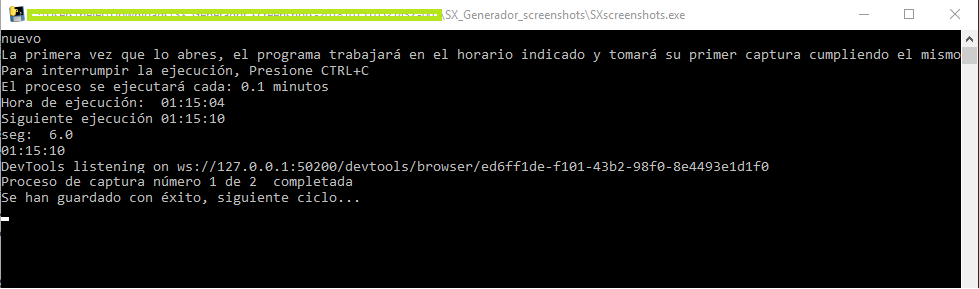 \SX_Generador_screenshots\SXscreenshots.exe
nuevo
La primera vez que lo abres, el programa trabajará en el horario indicado y tomará su primer captura cumpliendo el mismo
Para interrumpir la ejecución, Presione CTRL+C
El proceso se ejecutará cada: 0.1 minutos
Hora de ejecución:  01:15:04
Siguiente ejecución 01:15:10
seg:  6.0
01:15:10
DevTools listening on ws://127.0.0.1:50200/devtools/browser/ed6ff1de-f101-43b2-98f0-8e4493e1d1f0
Proceso de captura número 1 de 2  completada
Se han guardado con éxito, siguiente ciclo...